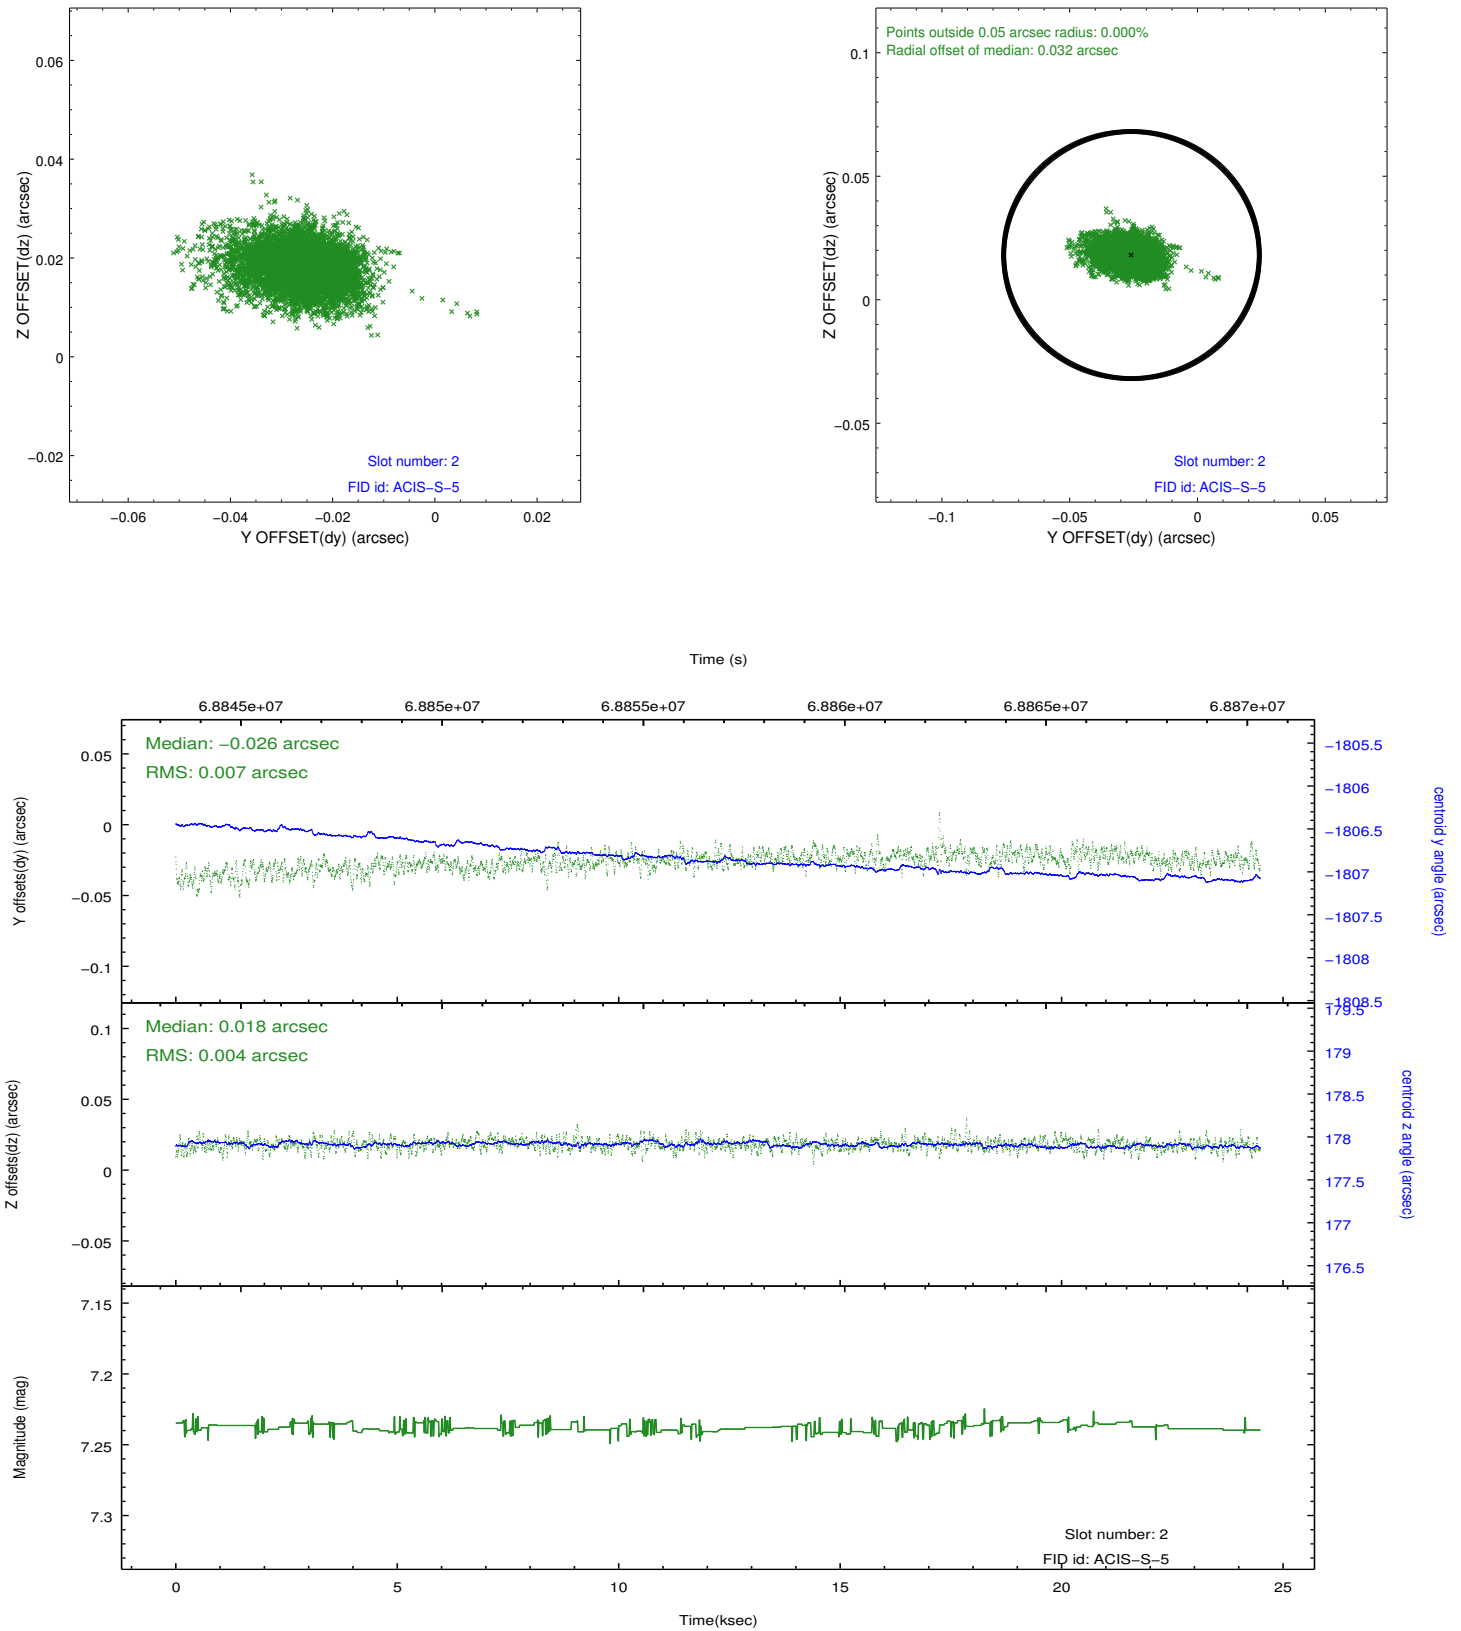 0.06
0.04
0.02
0
−0.02
Z OFFSET(dz) (arcsec)
Slot number: 2
FID id: ACIS−S−5
−0.06 −0.04 −0.02 0 0.02
Y OFFSET(dy) (arcsec)
Points outside 0.05 arcsec radius: 0.000%
Radial offset of median: 0.032 arcsec
0.1
0.05
0
−0.05
Z OFFSET(dz) (arcsec)
Slot number: 2
FID id: ACIS−S−5
−0.1 −0.05 0 0.05
Y OFFSET(dy) (arcsec)
Time (s)
6.8845e+07 6.885e+07 6.8855e+07 6.886e+07 6.8865e+07 6.887e+07
Median: −0.026 arcsec
RMS: 0.007 arcsec
0.05
0
−0.05
−0.1
Y offsets(dy) (arcsec)
−1805.5
−1806
−1806.5
−1807
−1807.5
−1808
−1808.5
centroid y angle (arcsec)
Median: 0.018 arcsec
RMS: 0.004 arcsec
0.1
0.05
0
−0.05
Z offsets(dz) (arcsec)
179.5
179
178.5
178
177.5
177
176.5
centroid z angle (arcsec)
7.15
7.2
7.25
7.3
Magnitude (mag)
Slot number: 2
FID id: ACIS−S−5
0 5 10 15 20 25
Time(ksec)